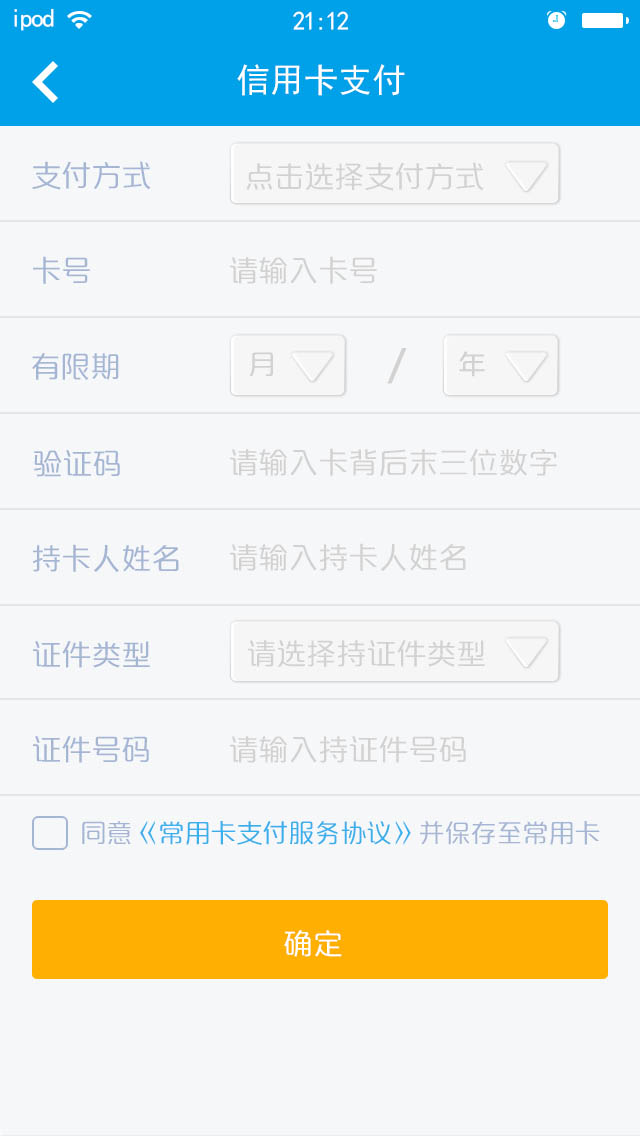 ipod 21:12
信用卡支付
支付方式 点击选择支付方式
卡号 请输入卡号
有限期 月 / 年
验证码 请输入卡背后末三位数字
持卡人姓名 请输入持卡人姓名
证件类型 请选择持证件类型
证件号码 请输入持证件号码
同意《常用卡支付服务协议》并保存至常用卡
确定